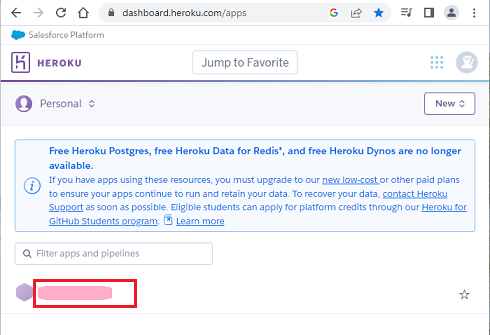 dashboard.heroku.com/apps
Salesforce Platform
HEROKU
Jump to Favorite
Personal
New
Free Heroku Postgres, free Heroku Data for Redis*, and free Heroku Dynos are no longer
available.
If you have apps using these resources, you must upgrade to our new low-cost or other paid plans
to ensure your apps continue to run and retain your data. To recover your data, contact Heroku
Support as soon as possible. Eligible students can apply for platform credits through our Heroku for
GitHub Students program. Learn more
Filter apps and pipelines